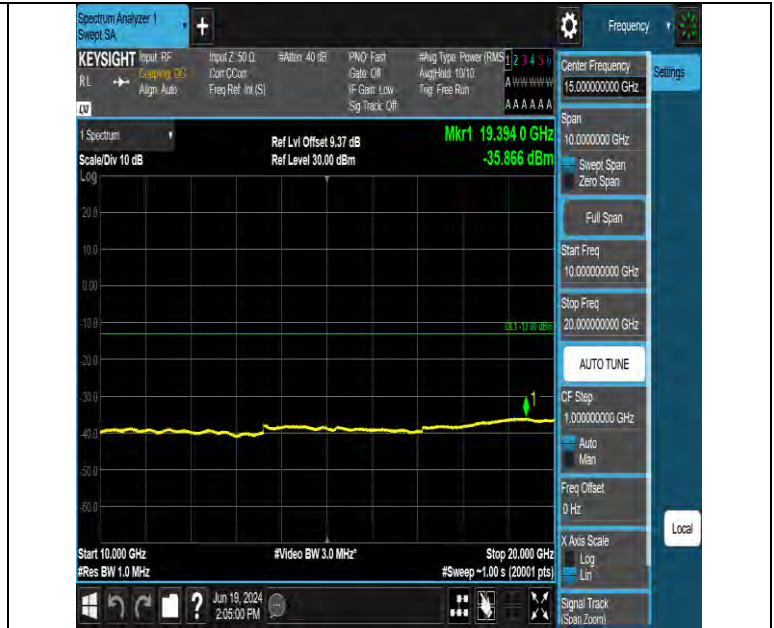 Spectrum Analyzer 1
Swept SA
+
Frequency
KEYSIGHT
RL
Input: RF
Coupling: DC
Align: Auto
Input Z: 50 Ω
Corr CCorr
Freq Ref: Int (S)
#Atten: 40 dB
PNO: Fast
Gate: Off
IF Gain: Low
Sig Track: Off
#Avg Type: Power (RMS
Avg|Hold: 10/10
Trig: Free Run
1 2 3 4 5 6
A W W W W W
A A A A A A
LV
1 Spectrum
Scale/Div 10 dB
Log
Ref Lvl Offset 9.37 dB
Ref Level 30.00 dBm
Mkr1 19.394 0 GHz
-35.866 dBm
20.0
10.0
0.00
-10.0
-20.0
-30.0
-40.0
-50.0
-60.0
DL1 -13.00 dBm
1
Start 10.000 GHz
#Res BW 1.0 MHz
#Video BW 3.0 MHz*
Stop 20.000 GHz
#Sweep ~1.00 s (20001 pts)
Center Frequency
15.000000000 GHz
Settings
Span
10.0000000 GHz
Swept Span
Zero Span
Full Span
Start Freq
10.000000000 GHz
Stop Freq
20.000000000 GHz
AUTO TUNE
CF Step
1.000000000 GHz
Auto
Man
Freq Offset
0 Hz
X Axis Scale
Log
Lin
Signal Track
(Span Zoom)
Local
?
Jun 19, 2024
2:05:00 PM